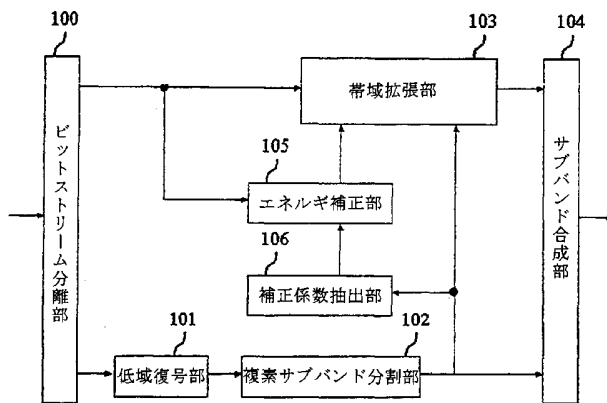 100
ビットストリーム分離部
103
帯域拡張部
104
サブバンド合成部
105
エネルギ補正部
106
補正係数抽出部
101
低域復号部
102
複素サブバンド分割部